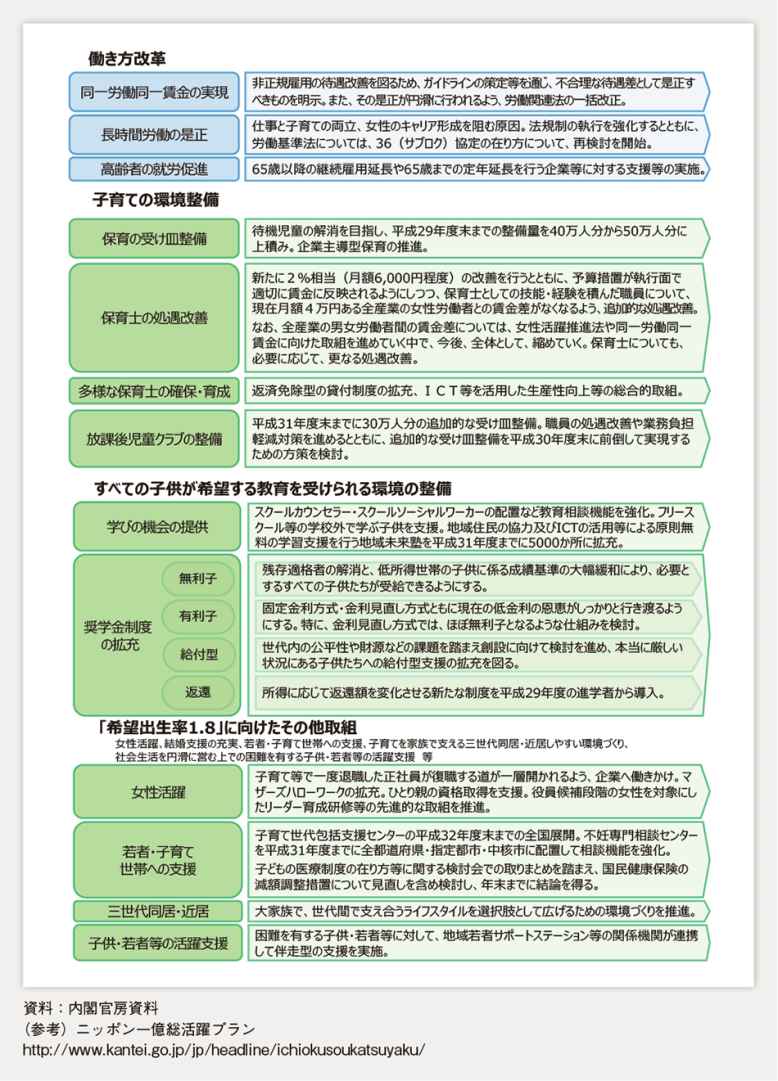 働き方改革
同一労働同一賃金の実現
非正規雇用の待遇改善を図るため、ガイドラインの策定等を通じ、不合理な待遇差として是正す
べきものを明示。また、その是正が円滑に行われるよう、労働関連法の一括改正。
長時間労働の是正
仕事と子育ての両立、女性のキャリア形成を阻む原因。法規制の執行を強化するとともに、
労働基準法については、36（サブロク）協定の在り方について、再検討を開始。
高齢者の就労促進
65歳以降の継続雇用延長や65歳までの定年延長を行う企業等に対する支援等の実施。
子育ての環境整備
保育の受け皿整備
待機児童の解消を目指し、平成29年度末までの整備量を40万人分から50万人分に
上積み。企業主導型保育の推進。
保育士の処遇改善
新たに２％相当（月額6,000円程度）の改善を行うとともに、予算措置が執行面で
適切に賃金に反映されるようにしつつ、保育士としての技能・経験を積んだ職員について、
現在月額４万円ある全産業の女性労働者との賃金差がなくなるよう、追加的な処遇改善。
なお、全産業の男女労働者間の賃金差については、女性活躍推進法や同一労働同一
賃金に向けた取組を進めていく中で、今後、全体として、縮めていく。保育士についても、
必要に応じて、更なる処遇改善。
多様な保育士の確保・育成
返済免除型の貸付制度の拡充、ＩＣＴ等を活用した生産性向上等の総合的取組。
放課後児童クラブの整備
平成31年度末までに30万人分の追加的な受け皿整備。職員の処遇改善や業務負担
軽減対策を進めるとともに、追加的な受け皿整備を平成30年度末に前倒して実現する
ための方策を検討。
すべての子供が希望する教育を受けられる環境の整備
学びの機会の提供
スクールカウンセラー・スクールソーシャルワーカーの配置など教育相談機能を強化。フリース
クール等の学校外で学ぶ子供を支援。地域住民の協力及びICTの活用等による原則無
料の学習支援を行う地域未来塾を平成31年度までに5000か所に拡充。
奨学金制度
の拡充
無利子
残存適格者の解消と、低所得世帯の子供に係る成績基準の大幅緩和により、必要と
するすべての子供たちが受給できるようにする。
有利子
固定金利方式・金利見直し方式ともに現在の低金利の恩恵がしっかりと行き渡るよう
にする。特に、金利見直し方式では、ほぼ無利子となるような仕組みを検討。
給付型
世代内の公平性や財源などの課題を踏まえ創設に向けて検討を進め、本当に厳しい
状況にある子供たちへの給付型支援の拡充を図る。
返還
所得に応じて返還額を変化させる新たな制度を平成29年度の進学者から導入。
「希望出生率1.8」に向けたその他取組
女性活躍、結婚支援の充実、若者・子育て世帯への支援、子育てを家族で支える三世代同居・近居しやすい環境づくり、
社会生活を円滑に営む上での困難を有する子供・若者等の活躍支援　等
女性活躍
子育て等で一度退職した正社員が復職する道が一層開かれるよう、企業へ働きかけ。マ
ザーズハローワークの拡充。ひとり親の資格取得を支援。役員候補段階の女性を対象にし
たリーダー育成研修等の先進的な取組を推進。
若者・子育て
世帯への支援
子育て世代包括支援センターの平成32年度末までの全国展開。不妊専門相談センター
を平成31年度までに全都道府県・指定都市・中核市に配置して相談機能を強化。
子どもの医療制度の在り方等に関する検討会での取りまとめを踏まえ、国民健康保険の
減額調整措置について見直しを含め検討し、年末までに結論を得る。
三世代同居・近居
大家族で、世代間で支え合うライフスタイルを選択肢として広げるための環境づくりを推進。
子供・若者等の活躍支援
困難を有する子供・若者等に対して、地域若者サポートステーション等の関係機関が連携
して伴走型の支援を実施。
資料：内閣官房資料
（参考）ニッポン一億総活躍プラン
http://www.kantei.go.jp/jp/headline/ichiokusoukatsuyaku/